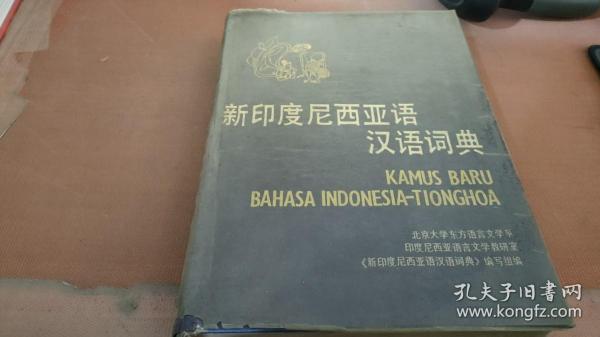 新印度尼西亚语
汉语词典
KAMUS BARU
BAHASA INDONESIA-TIONGHOA
北京大学东方语言文学系
印度尼西亚语言文学教研室
《新印度尼西亚语汉语词典》编写组编
孔夫子旧书网
www.kongfz.com